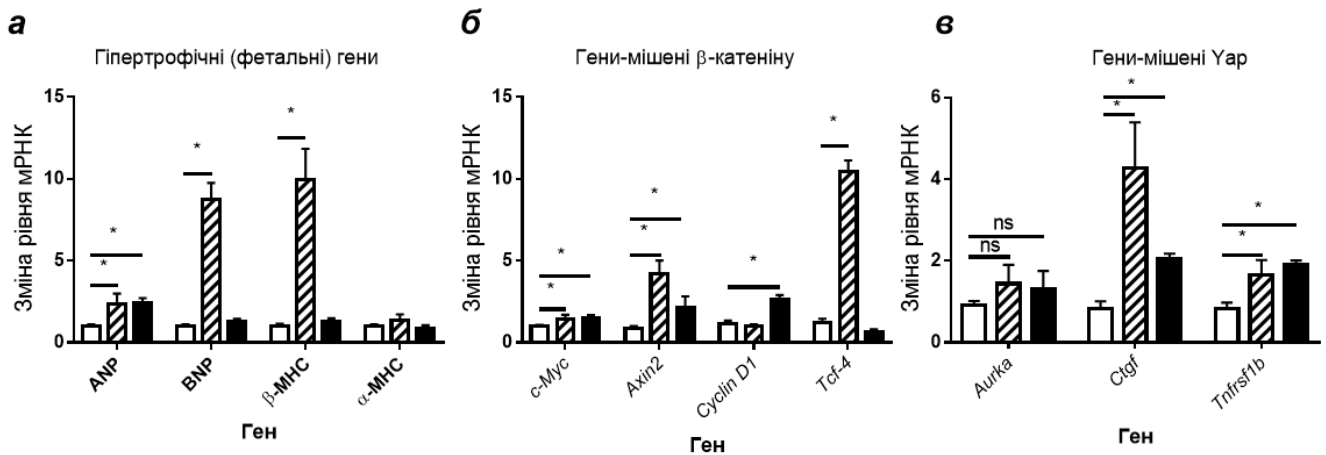 а
Гіпертрофічні (фетальні) гени
Зміна рівня мРНК
15
10
5
0
*
*
*
*
ANP
BNP
β-MHC
α-MHC
Ген
б
Гени-мішені β-катеніну
Зміна рівня мРНК
15
10
5
0
*
*
*
*
*
*
c-Myc
Axin2
Cyclin D1
Tcf-4
Ген
в
Гени-мішені Yap
Зміна рівня мРНК
6
4
2
0
ns
ns
*
*
*
*
Aurka
Ctgf
Tnfrsf1b
Ген